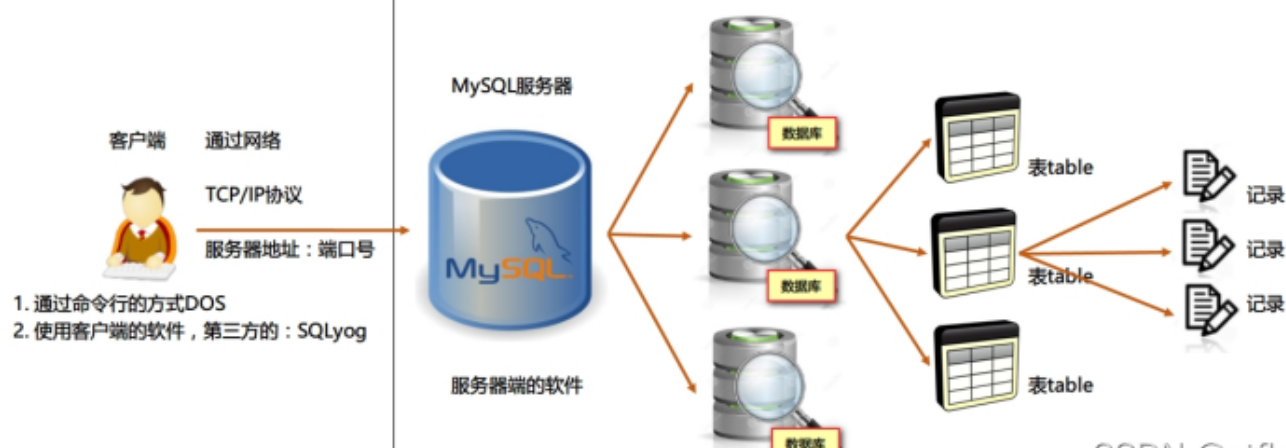 MySQL服务器
客户端 通过网络
TCP/IP协议
服务器地址：端口号
1. 通过命令行的方式DOS
2. 使用客户端的软件，第三方的：SQLyog
MySQL
服务器端的软件
数据库
数据库
数据库
表table
表table
表table
记录
记录
记录